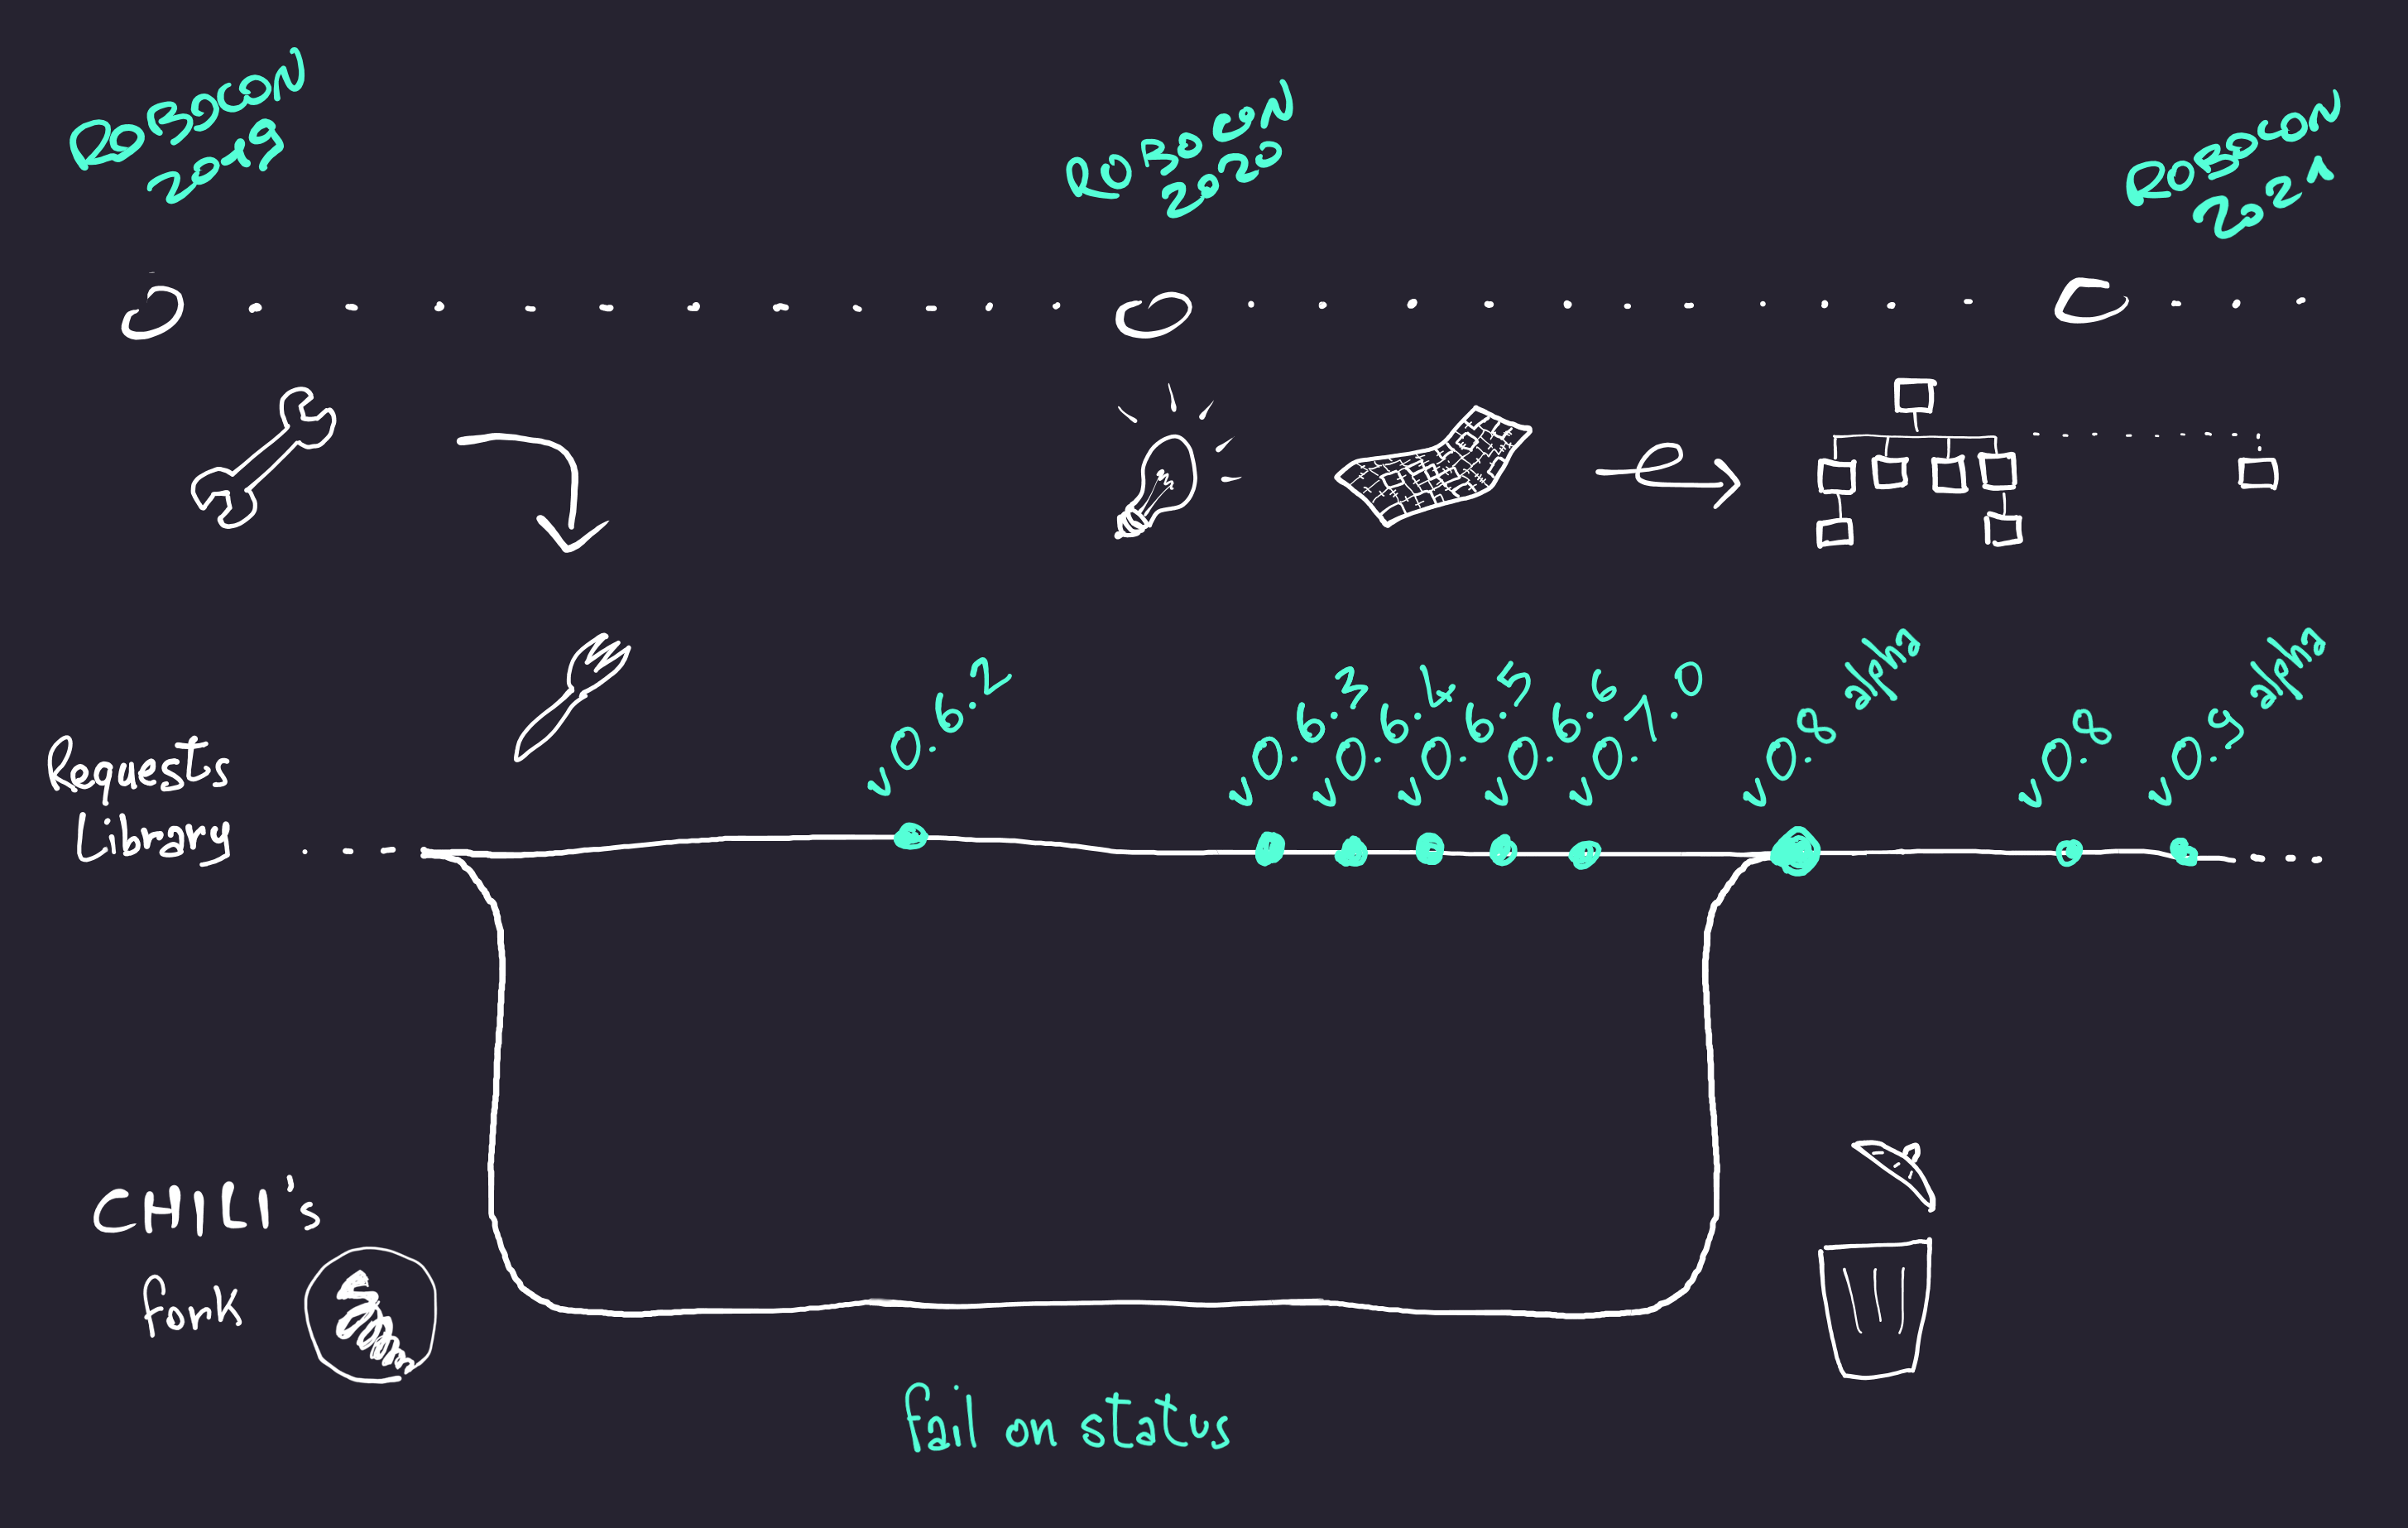 ROBOCON
2019
ROBOCON
2020
ROBOCON
2021
v0.6.2
v0.6.3
v0.6.4
v0.6.5
v0.6.6
v0.7.0
v0.8 alpha
v0.8
v0.9 alpha
Requests
Library
CHILI's
fork
fail on status